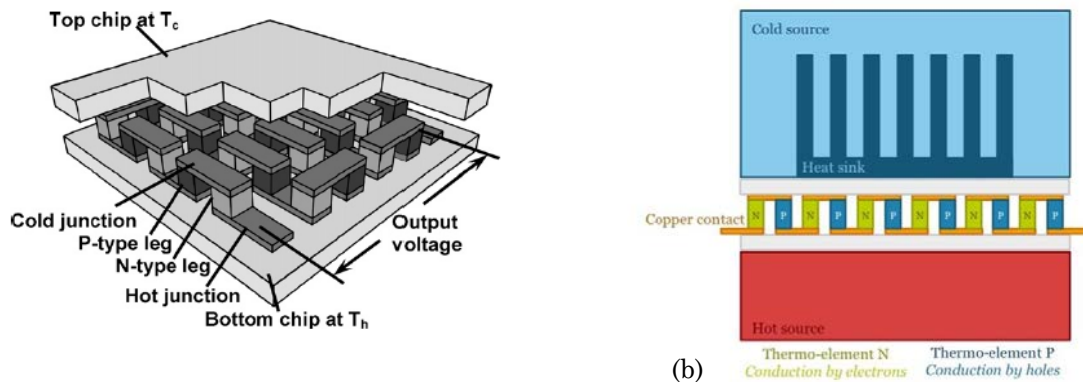 Top chip at Tc
Cold junction
P-type leg
N-type leg
Hot junction
Bottom chip at Th
Output
voltage
Cold source
Heat sink
Copper contact
N P N P N P N P N P N P
Hot source
Thermo-element N
Conduction by electrons
Thermo-element P
Conduction by holes
(b)